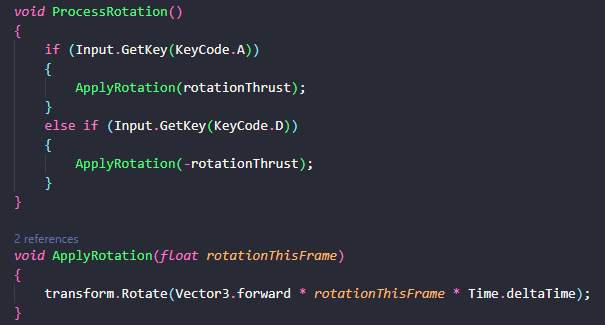 void ProcessRotation()
{
    if (Input.GetKey(KeyCode.A))
    {
        ApplyRotation(rotationThrust);
    }
    else if (Input.GetKey(KeyCode.D))
    {
        ApplyRotation(-rotationThrust);
    }
}
2 references
void ApplyRotation(float rotationThisFrame)
{
    transform.Rotate(Vector3.forward * rotationThisFrame * Time.deltaTime);
}